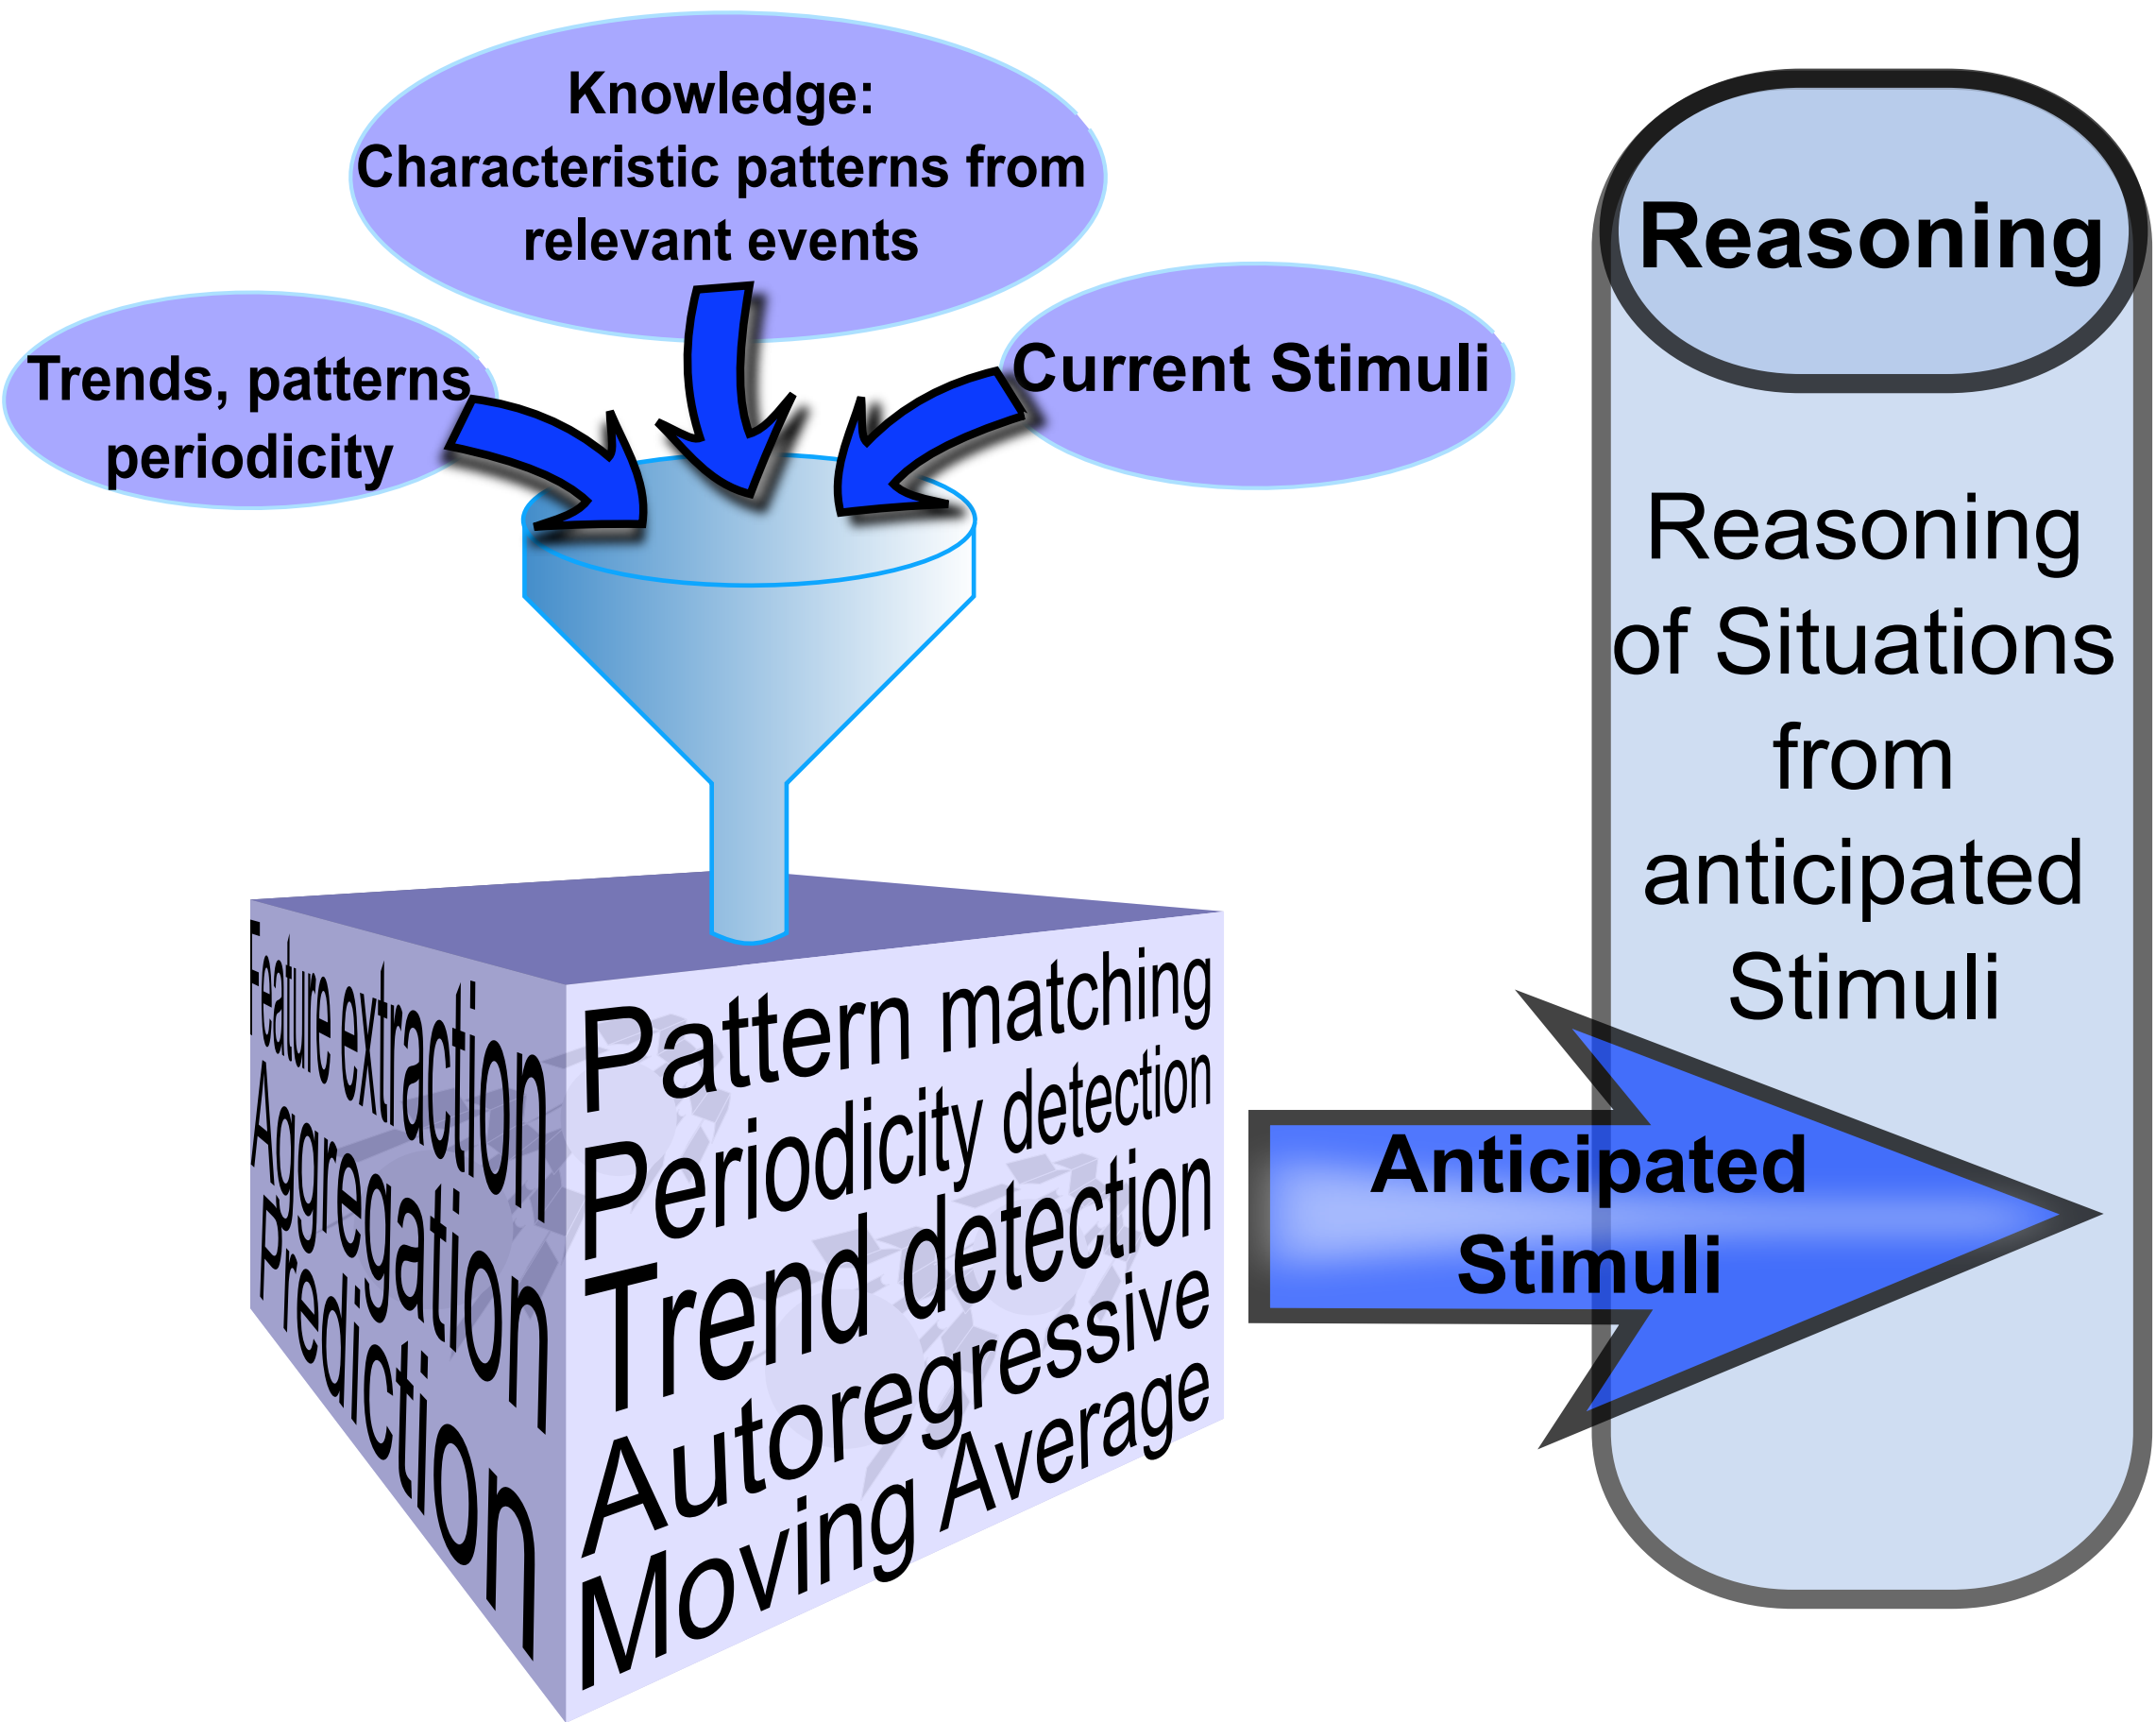 Knowledge:
Characteristic patterns from
relevant events
Trends, patterns
periodicity
Current Stimuli
Reasoning
Reasoning
of Situations
from
anticipated
Stimuli
Feature extraction
Aggregation
Prediction
Pattern matching
Periodicity detection
Trend detection
Autoregressive
Moving Average
Anticipated
Stimuli